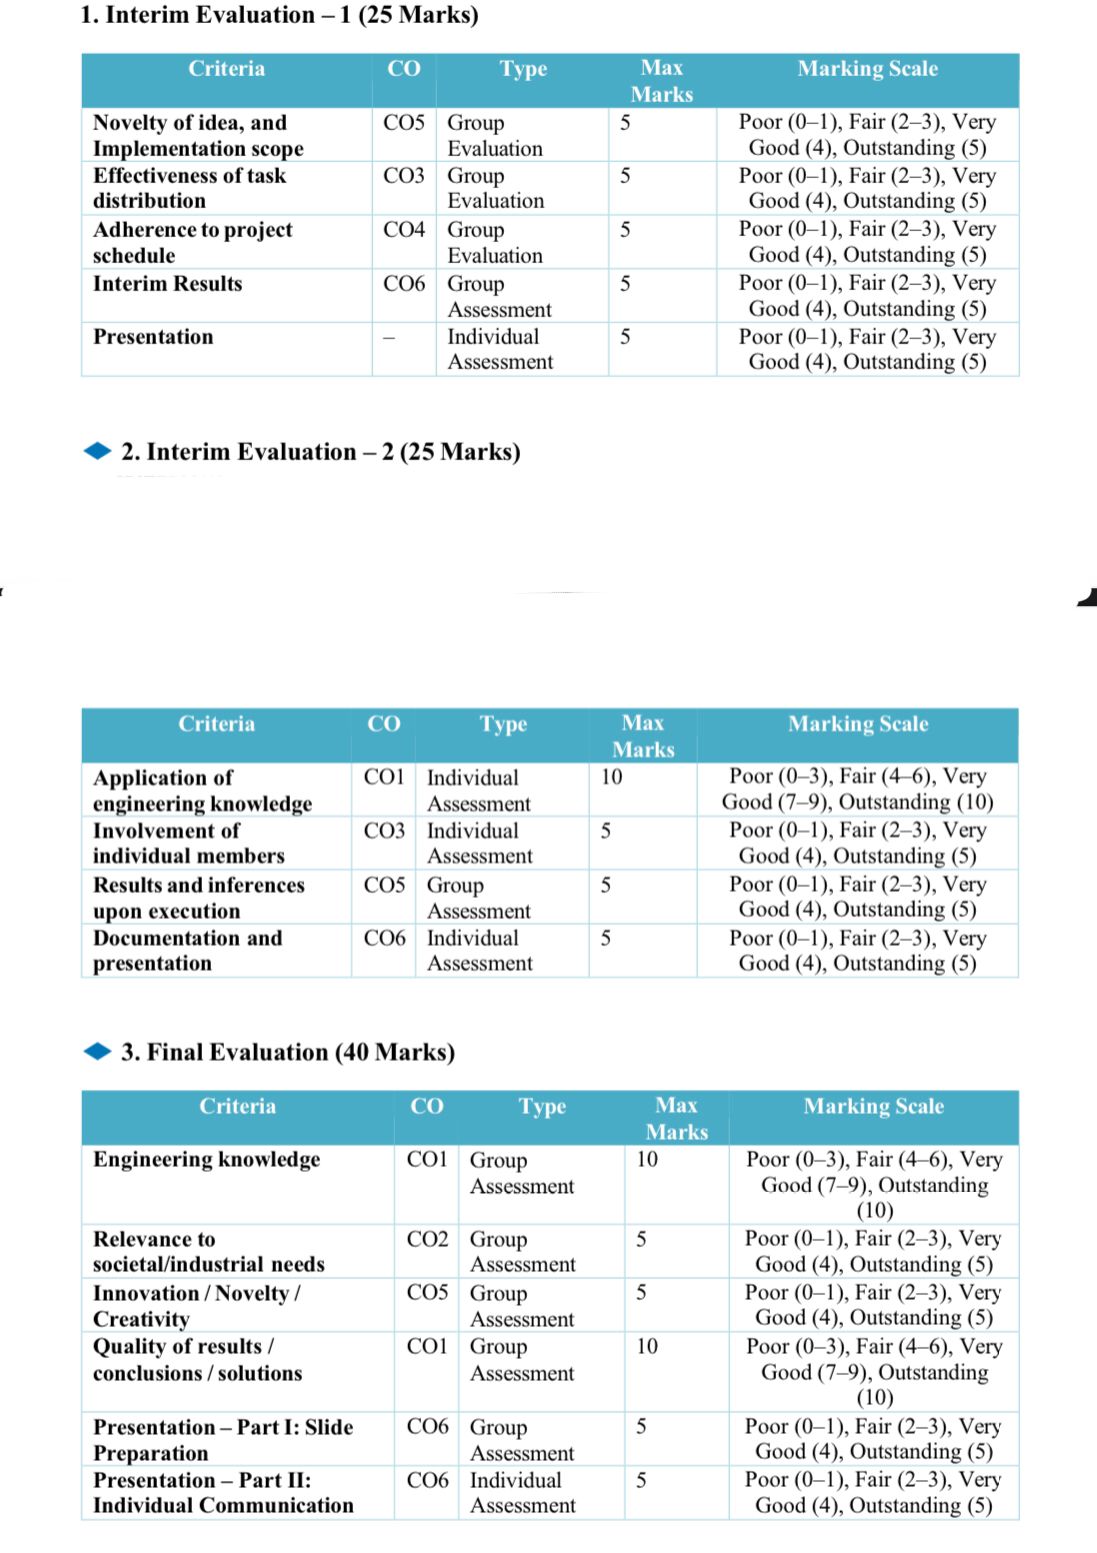 1. Interim Evaluation – 1 (25 Marks)
Criteria CO Type Max Marks Marking Scale
Novelty of idea, and Implementation scope CO5 Group Evaluation 5 Poor (0–1), Fair (2–3), Very Good (4), Outstanding (5)
Effectiveness of task distribution CO3 Group Evaluation 5 Poor (0–1), Fair (2–3), Very Good (4), Outstanding (5)
Adherence to project schedule CO4 Group Evaluation 5 Poor (0–1), Fair (2–3), Very Good (4), Outstanding (5)
Interim Results CO6 Group Assessment 5 Poor (0–1), Fair (2–3), Very Good (4), Outstanding (5)
Presentation – Individual Assessment 5 Poor (0–1), Fair (2–3), Very Good (4), Outstanding (5)
2. Interim Evaluation – 2 (25 Marks)
Criteria CO Type Max Marks Marking Scale
Application of engineering knowledge CO1 Individual Assessment 10 Poor (0–3), Fair (4–6), Very Good (7–9), Outstanding (10)
Involvement of individual members CO3 Individual Assessment 5 Poor (0–1), Fair (2–3), Very Good (4), Outstanding (5)
Results and inferences upon execution CO5 Group Assessment 5 Poor (0–1), Fair (2–3), Very Good (4), Outstanding (5)
Documentation and presentation CO6 Individual Assessment 5 Poor (0–1), Fair (2–3), Very Good (4), Outstanding (5)
3. Final Evaluation (40 Marks)
Criteria CO Type Max Marks Marking Scale
Engineering knowledge CO1 Group Assessment 10 Poor (0–3), Fair (4–6), Very Good (7–9), Outstanding (10)
Relevance to societal/industrial needs CO2 Group Assessment 5 Poor (0–1), Fair (2–3), Very Good (4), Outstanding (5)
Innovation / Novelty / Creativity CO5 Group Assessment 5 Poor (0–1), Fair (2–3), Very Good (4), Outstanding (5)
Quality of results / conclusions / solutions CO1 Group Assessment 10 Poor (0–3), Fair (4–6), Very Good (7–9), Outstanding (10)
Presentation – Part I: Slide Preparation CO6 Group Assessment 5 Poor (0–1), Fair (2–3), Very Good (4), Outstanding (5)
Presentation – Part II: Individual Communication CO6 Individual Assessment 5 Poor (0–1), Fair (2–3), Very Good (4), Outstanding (5)